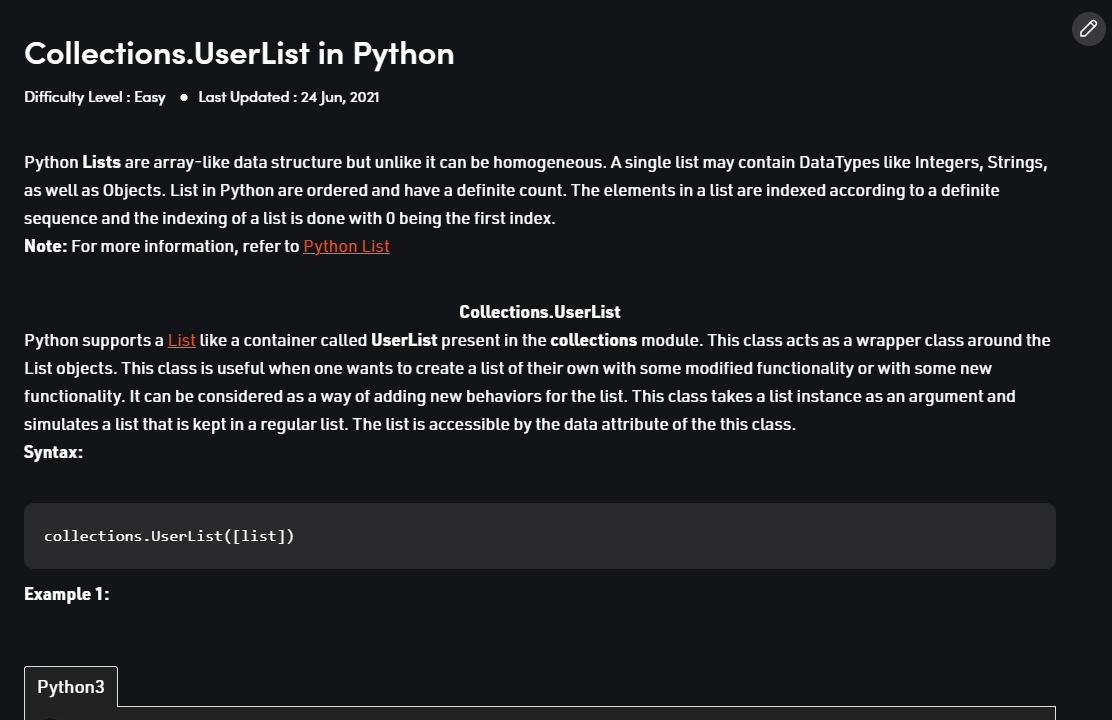 Collections.UserList in Python
Difficulty Level : Easy ● Last Updated : 24 Jun, 2021
Python Lists are array-like data structure but unlike it can be homogeneous. A single list may contain DataTypes like Integers, Strings,
as well as Objects. List in Python are ordered and have a definite count. The elements in a list are indexed according to a definite
sequence and the indexing of a list is done with 0 being the first index.
Note: For more information, refer to Python List
Collections.UserList
Python supports a List like a container called UserList present in the collections module. This class acts as a wrapper class around the
List objects. This class is useful when one wants to create a list of their own with some modified functionality or with some new
functionality. It can be considered as a way of adding new behaviors for the list. This class takes a list instance as an argument and
simulates a list that is kept in a regular list. The list is accessible by the data attribute of the this class.
Syntax:
collections.UserList([list])
Example 1:
Python3